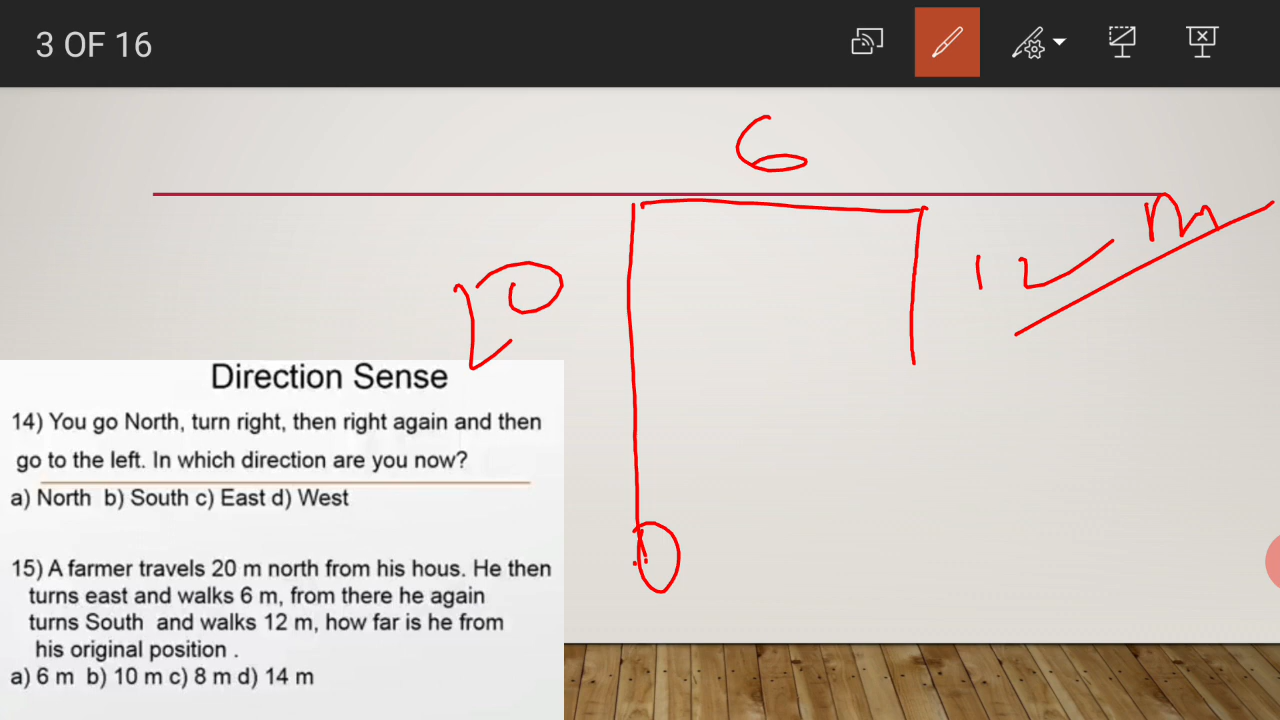 3 OF 16
6
20
12 m
Direction Sense
14) You go North, turn right, then right again and then
go to the left. In which direction are you now?
a) North b) South c) East d) West
15) A farmer travels 20 m north from his hous. He then
turns east and walks 6 m, from there he again
turns South and walks 12 m, how far is he from
his original position .
a) 6 m b) 10 m c) 8 m d) 14 m